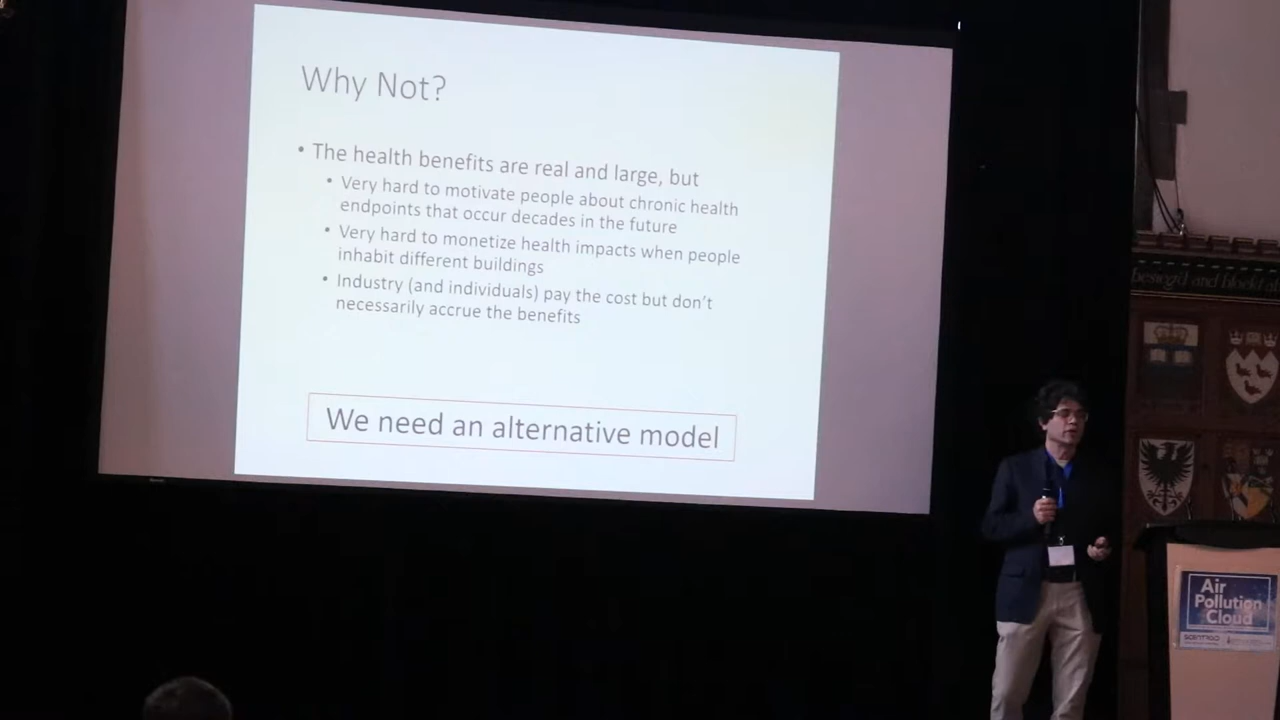 Why Not?
• The health benefits are real and large, but
• Very hard to motivate people about chronic health
endpoints that occur decades in the future
• Very hard to monetize health impacts when people
inhabit different buildings
• Industry (and individuals) pay the cost but don't
necessarily accrue the benefits
We need an alternative model
Air
Pollution
Cloud
SCENTROID